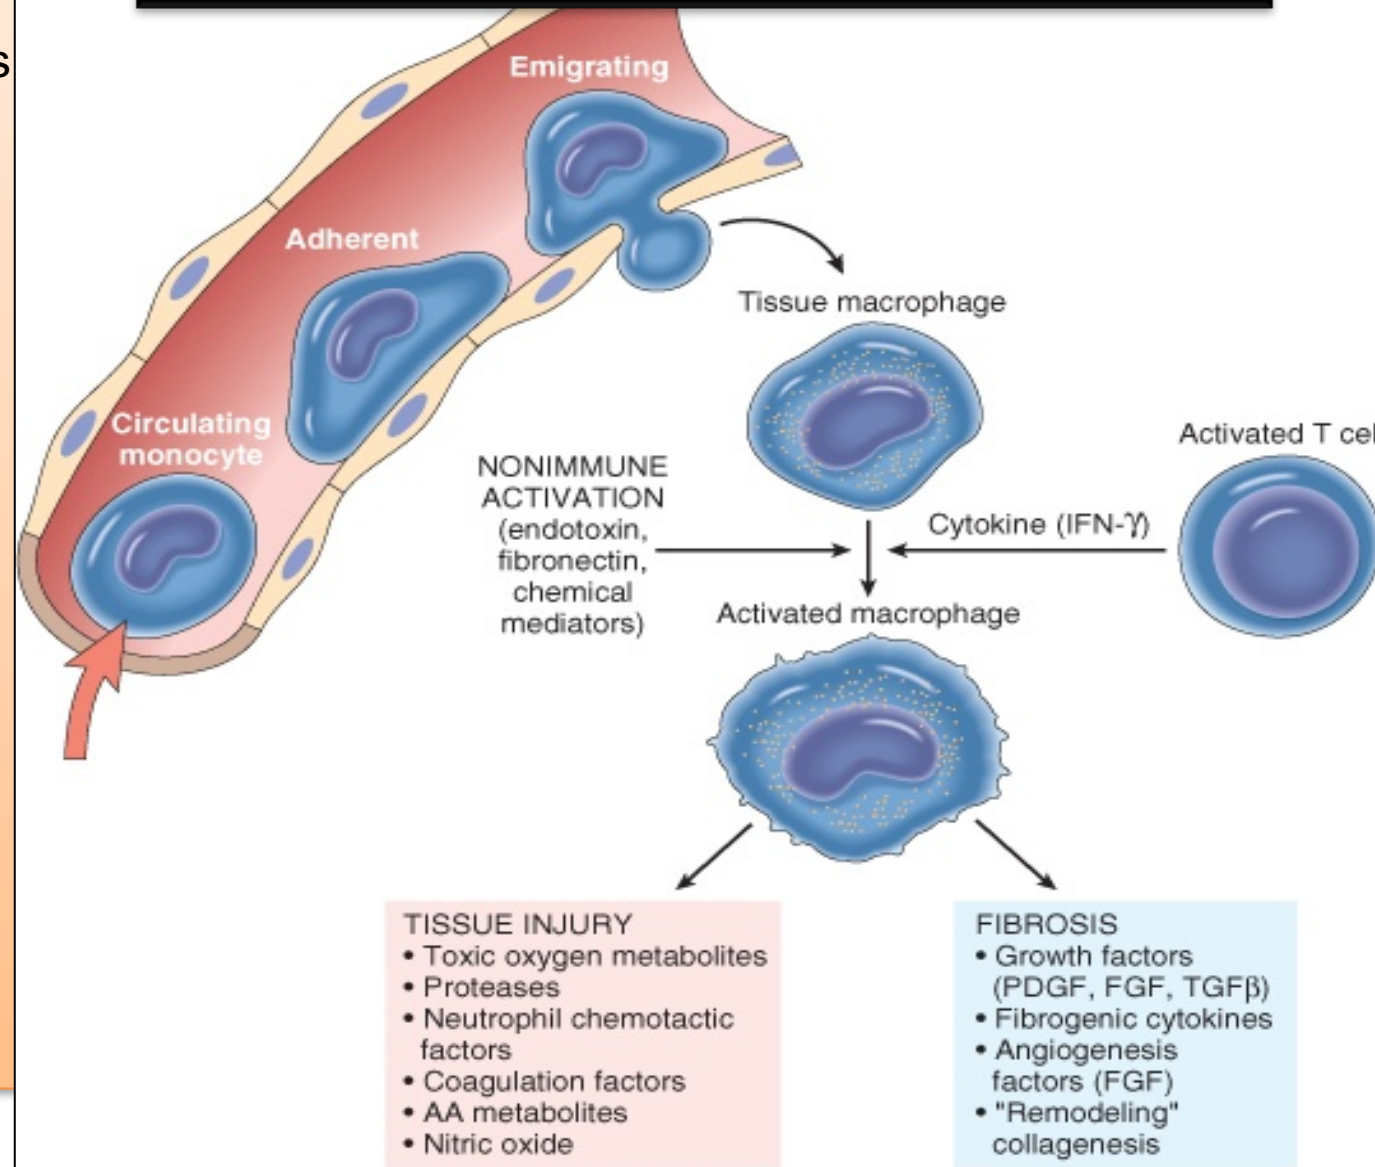 s
Emigrating
Adherent
Circulating
monocyte
Tissue macrophage
Activated T cel
NONIMMUNE
ACTIVATION
(endotoxin,
fibronectin,
chemical
mediators)
Cytokine (IFN-γ)
Activated macrophage
TISSUE INJURY
• Toxic oxygen metabolites
• Proteases
• Neutrophil chemotactic
factors
• Coagulation factors
• AA metabolites
• Nitric oxide
FIBROSIS
• Growth factors
(PDGF, FGF, TGFβ)
• Fibrogenic cytokines
• Angiogenesis
factors (FGF)
• "Remodeling"
collagenesis